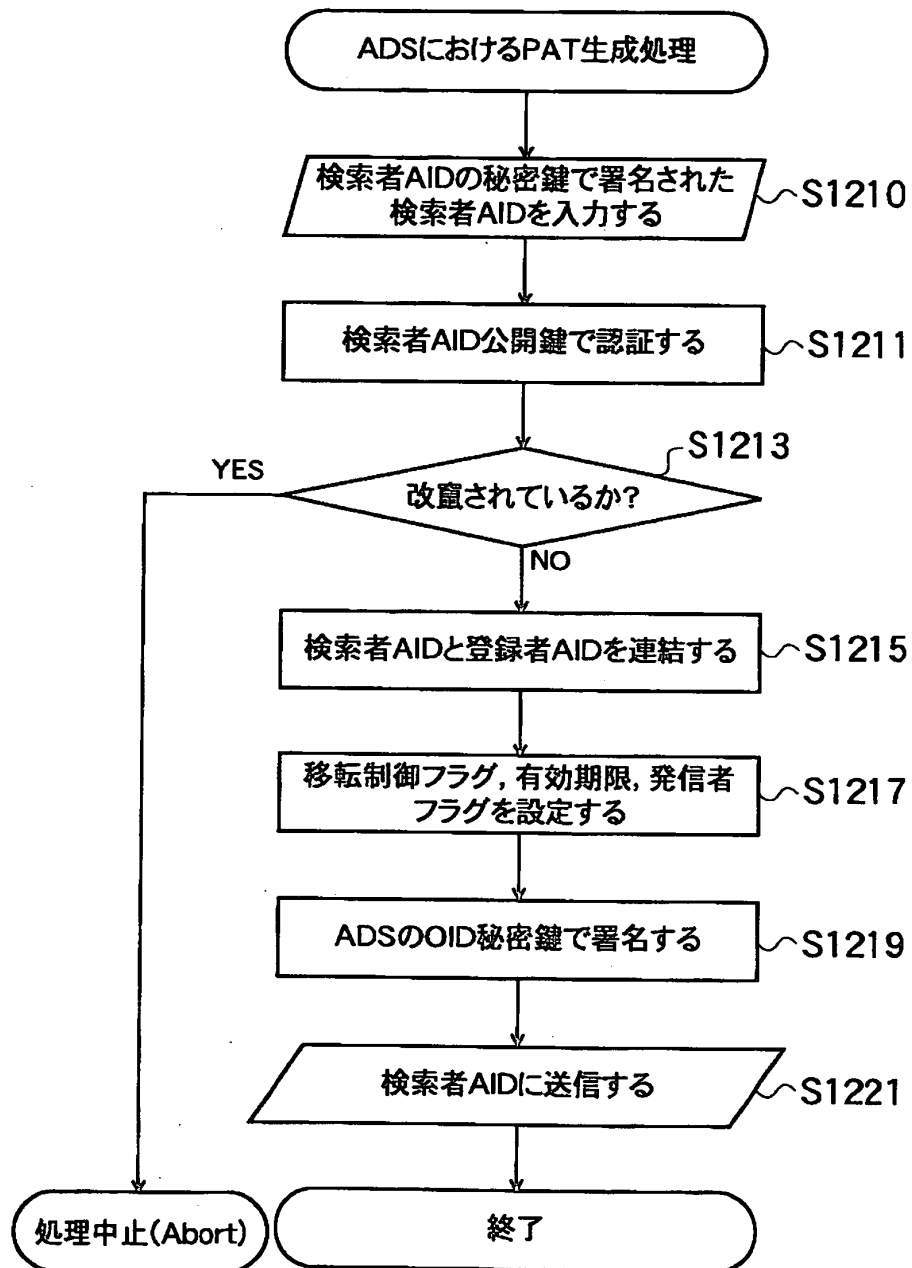 ADSにおけるPAT生成処理
検索者AIDの秘密鍵で署名された
検索者AIDを入力する
S1210
検索者AID公開鍵で認証する
S1211
S1213
YES
改竄されているか?
NO
検索者AIDと登録者AIDを連結する
S1215
移転制御フラグ,有効期限,発信者
フラグを設定する
S1217
ADSのOID秘密鍵で署名する
S1219
検索者AIDに送信する
S1221
処理中止(Abort)
終了